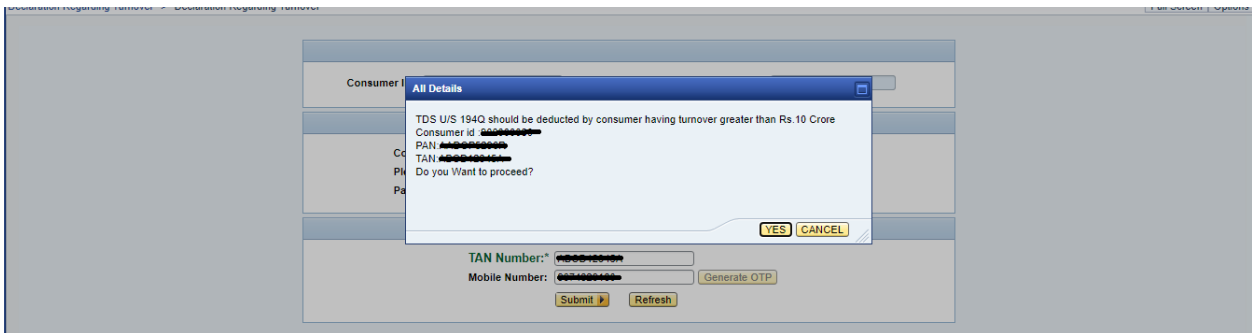 Declaration Regarding Turnover > Declaration Regarding Turnover
Full Screen Options
Consumer I
All Details
TDS U/S 194Q should be deducted by consumer having turnover greater than Rs.10 Crore
Consumer id :
PAN:
TAN:
Do you Want to proceed?
YES CANCEL
Co
Ple
Pa
TAN Number:*
Mobile Number: Generate OTP
Submit Refresh